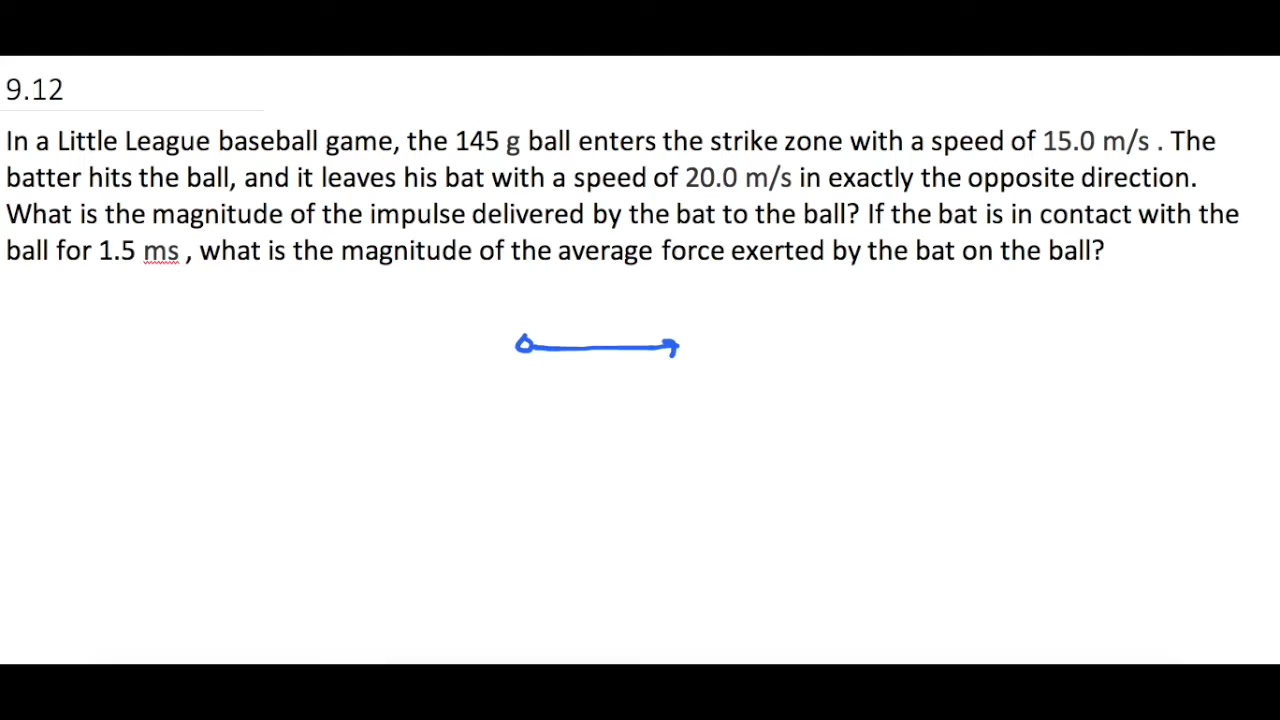 9.12
In a Little League baseball game, the 145 g ball enters the strike zone with a speed of 15.0 m/s . The
batter hits the ball, and it leaves his bat with a speed of 20.0 m/s in exactly the opposite direction.
What is the magnitude of the impulse delivered by the bat to the ball? If the bat is in contact with the
ball for 1.5 ms , what is the magnitude of the average force exerted by the bat on the ball?